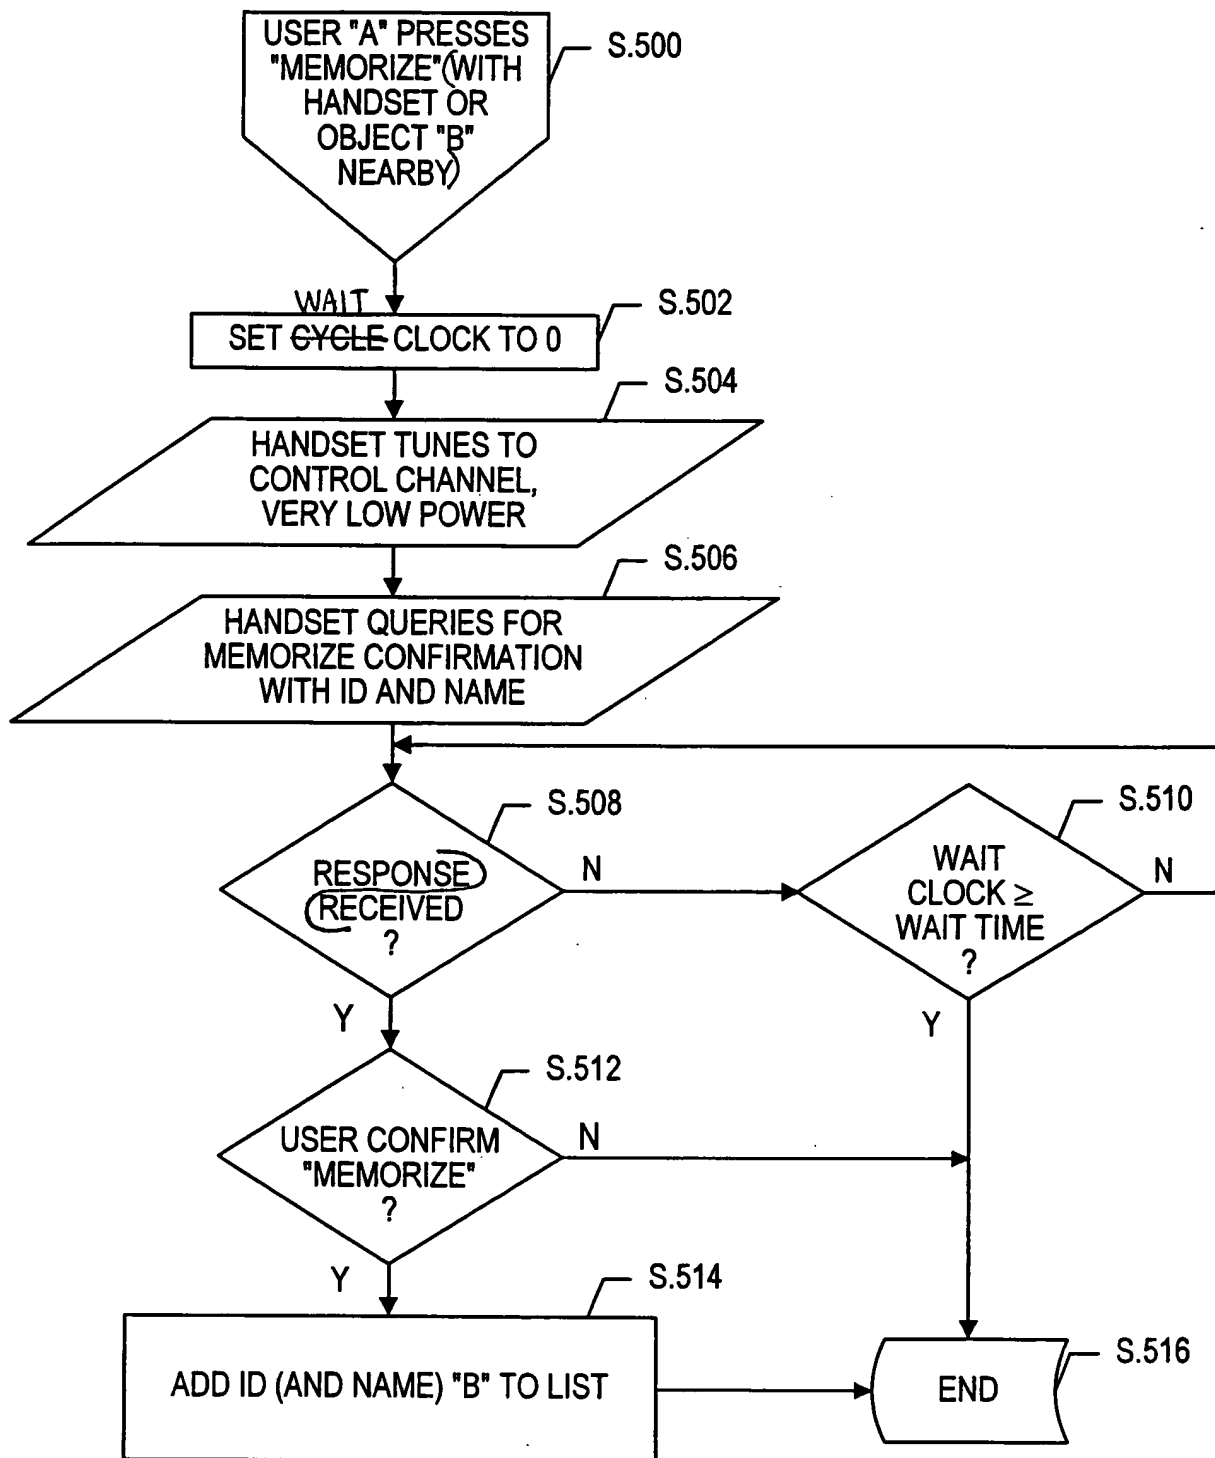 USER "A" PRESSES
"MEMORIZE" (WITH
HANDSET OR
OBJECT "B"
NEARBY)
S.500
WAIT
SET CYCLE CLOCK TO 0
S.502
S.504
HANDSET TUNES TO
CONTROL CHANNEL,
VERY LOW POWER
S.506
HANDSET QUERIES FOR
MEMORIZE CONFIRMATION
WITH ID AND NAME
S.508
RESPONSE
RECEIVED
?
N
Y
S.510
WAIT
CLOCK ≥
WAIT TIME
?
N
Y
S.512
USER CONFIRM
"MEMORIZE"
?
N
Y
S.514
ADD ID (AND NAME) "B" TO LIST
S.516
END